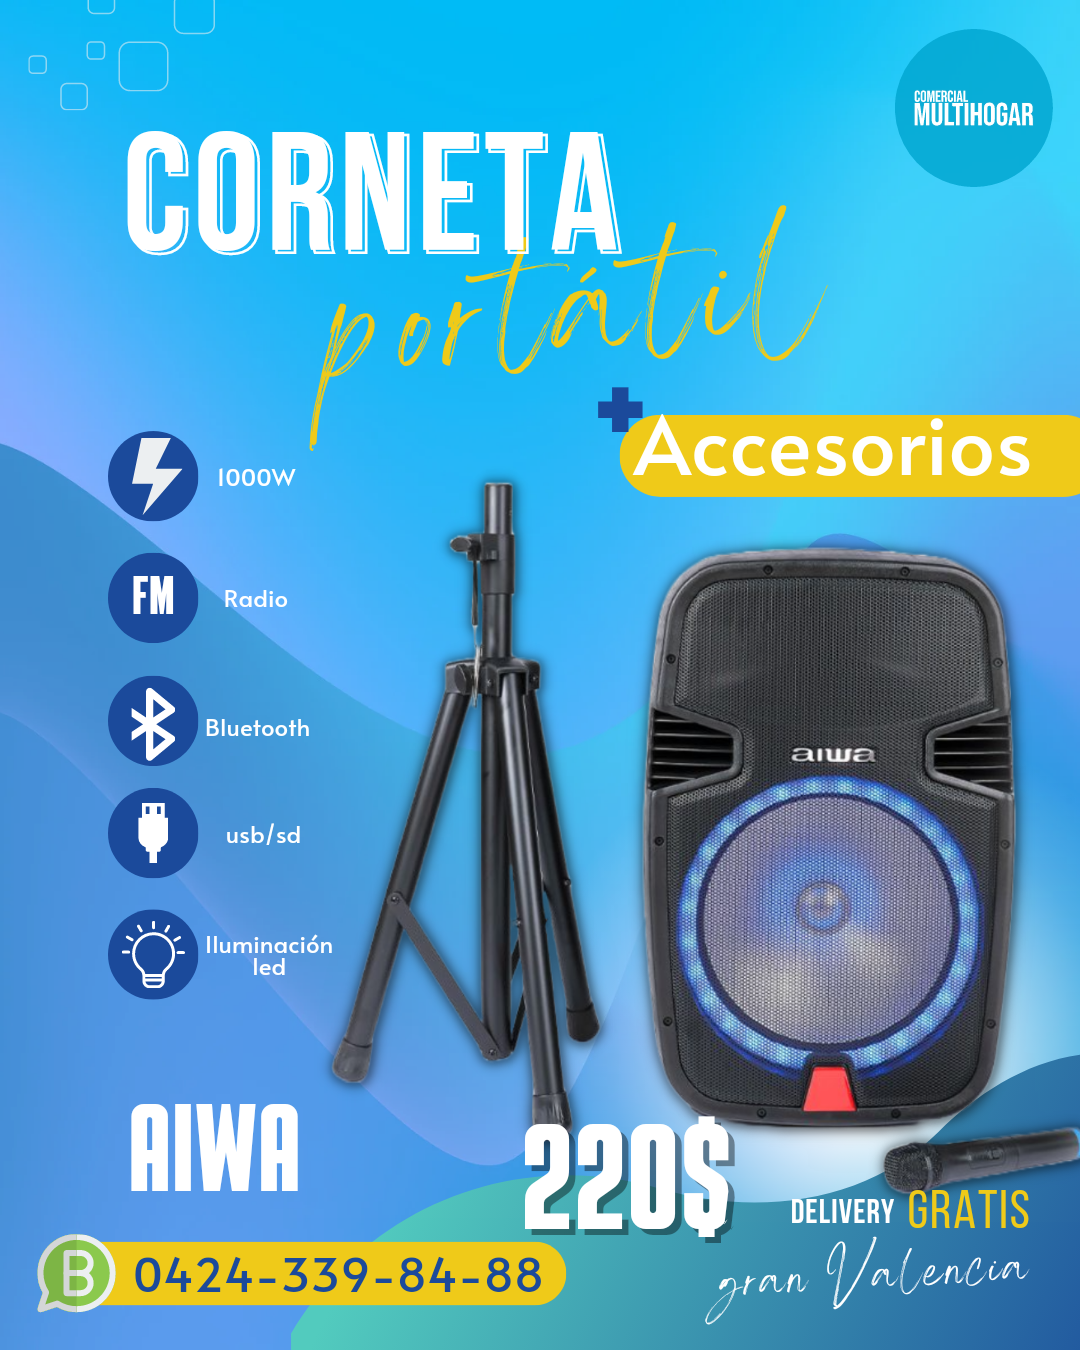 COMERCIAL
MULTIHOGAR
CORNETA
portátil
Accesorios
1000W
FM
Radio
Bluetooth
usb/sd
Iluminación
led
aiwa
AIWA
220$
DELIVERY GRATIS
gran Valencia
B
0424-339-84-88